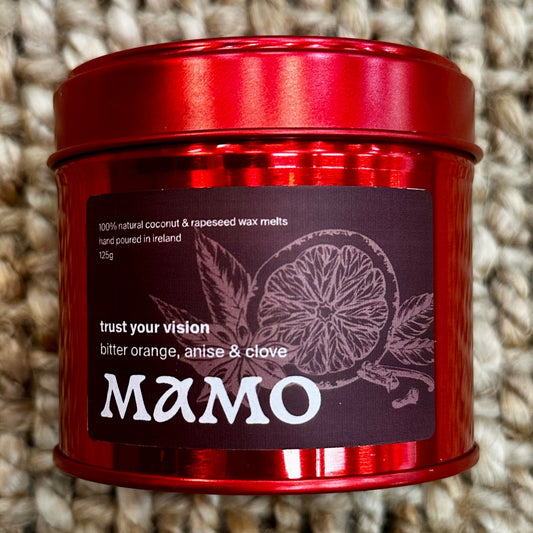 100% natural coconut & rapeseed wax melts
hand poured in ireland
125g
trust your vision
bitter orange, anise & clove
MaMO